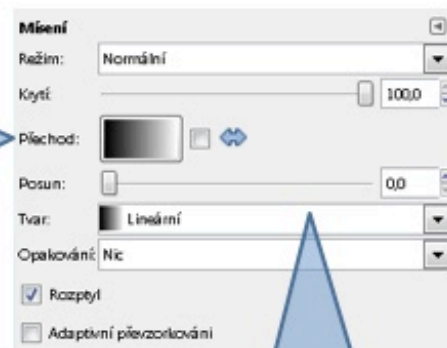 Mísení
Režim: Normální
Krytí: 100,0
Přechod:
Posun: 0,0
Tvar: Lineární
Opakování: Nic
Rozptyl
Adaptivní převzorkování